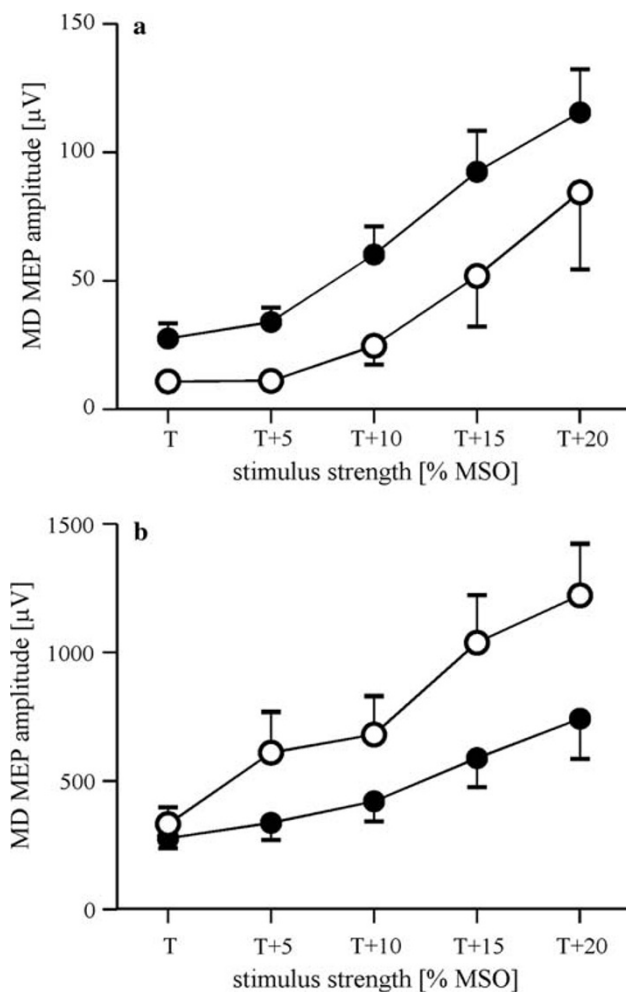 a
150
100
50
0
MD MEP amplitude [µV]
T T+5 T+10 T+15 T+20
stimulus strength [% MSO]
b
1500
1000
500
0
MD MEP amplitude [µV]
T T+5 T+10 T+15 T+20
stimulus strength [% MSO]